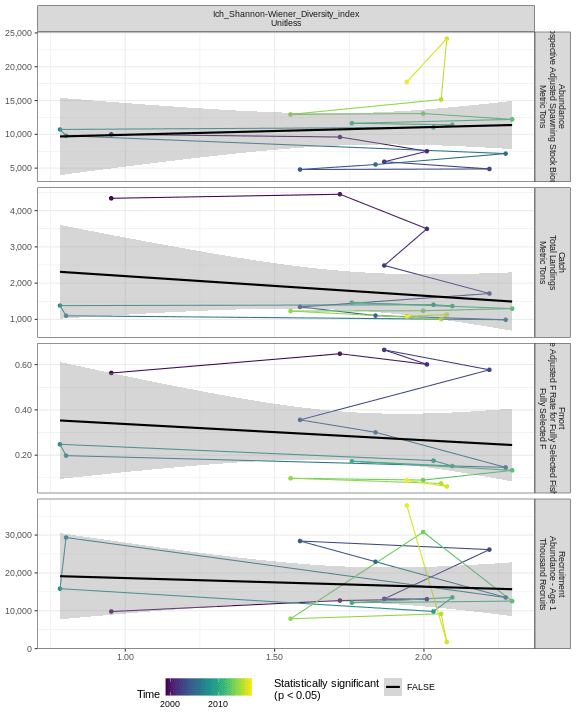 Ich_Shannon-Wiener_Diversity_index
Unitless
25,000
20,000
15,000
10,000
5,000
Abundance
Adjusted Spawning Stock
Metric Tons
4,000
3,000
2,000
1,000
Catch
Total Landings
Metric Tons
0.60
0.40
0.20
Fmort
Adjusted F Rate for Fully Selected
Fully Selected F
30,000
20,000
10,000
0
Recruitment
Abundance - Age 1
Thousand Recruits
1.00
1.50
2.00
Time
2000
2010
Statistically significant
(p < 0.05)
FALSE